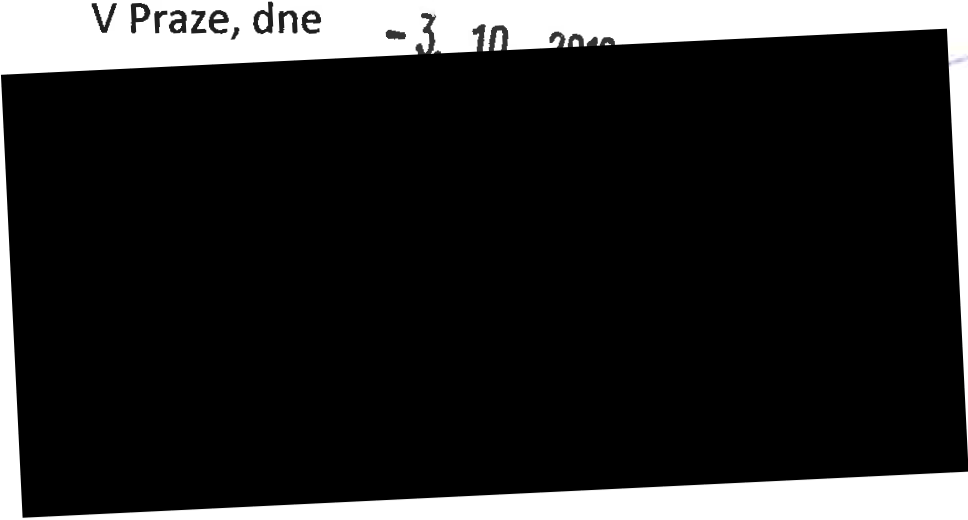 V Praze, dne -3. 10.